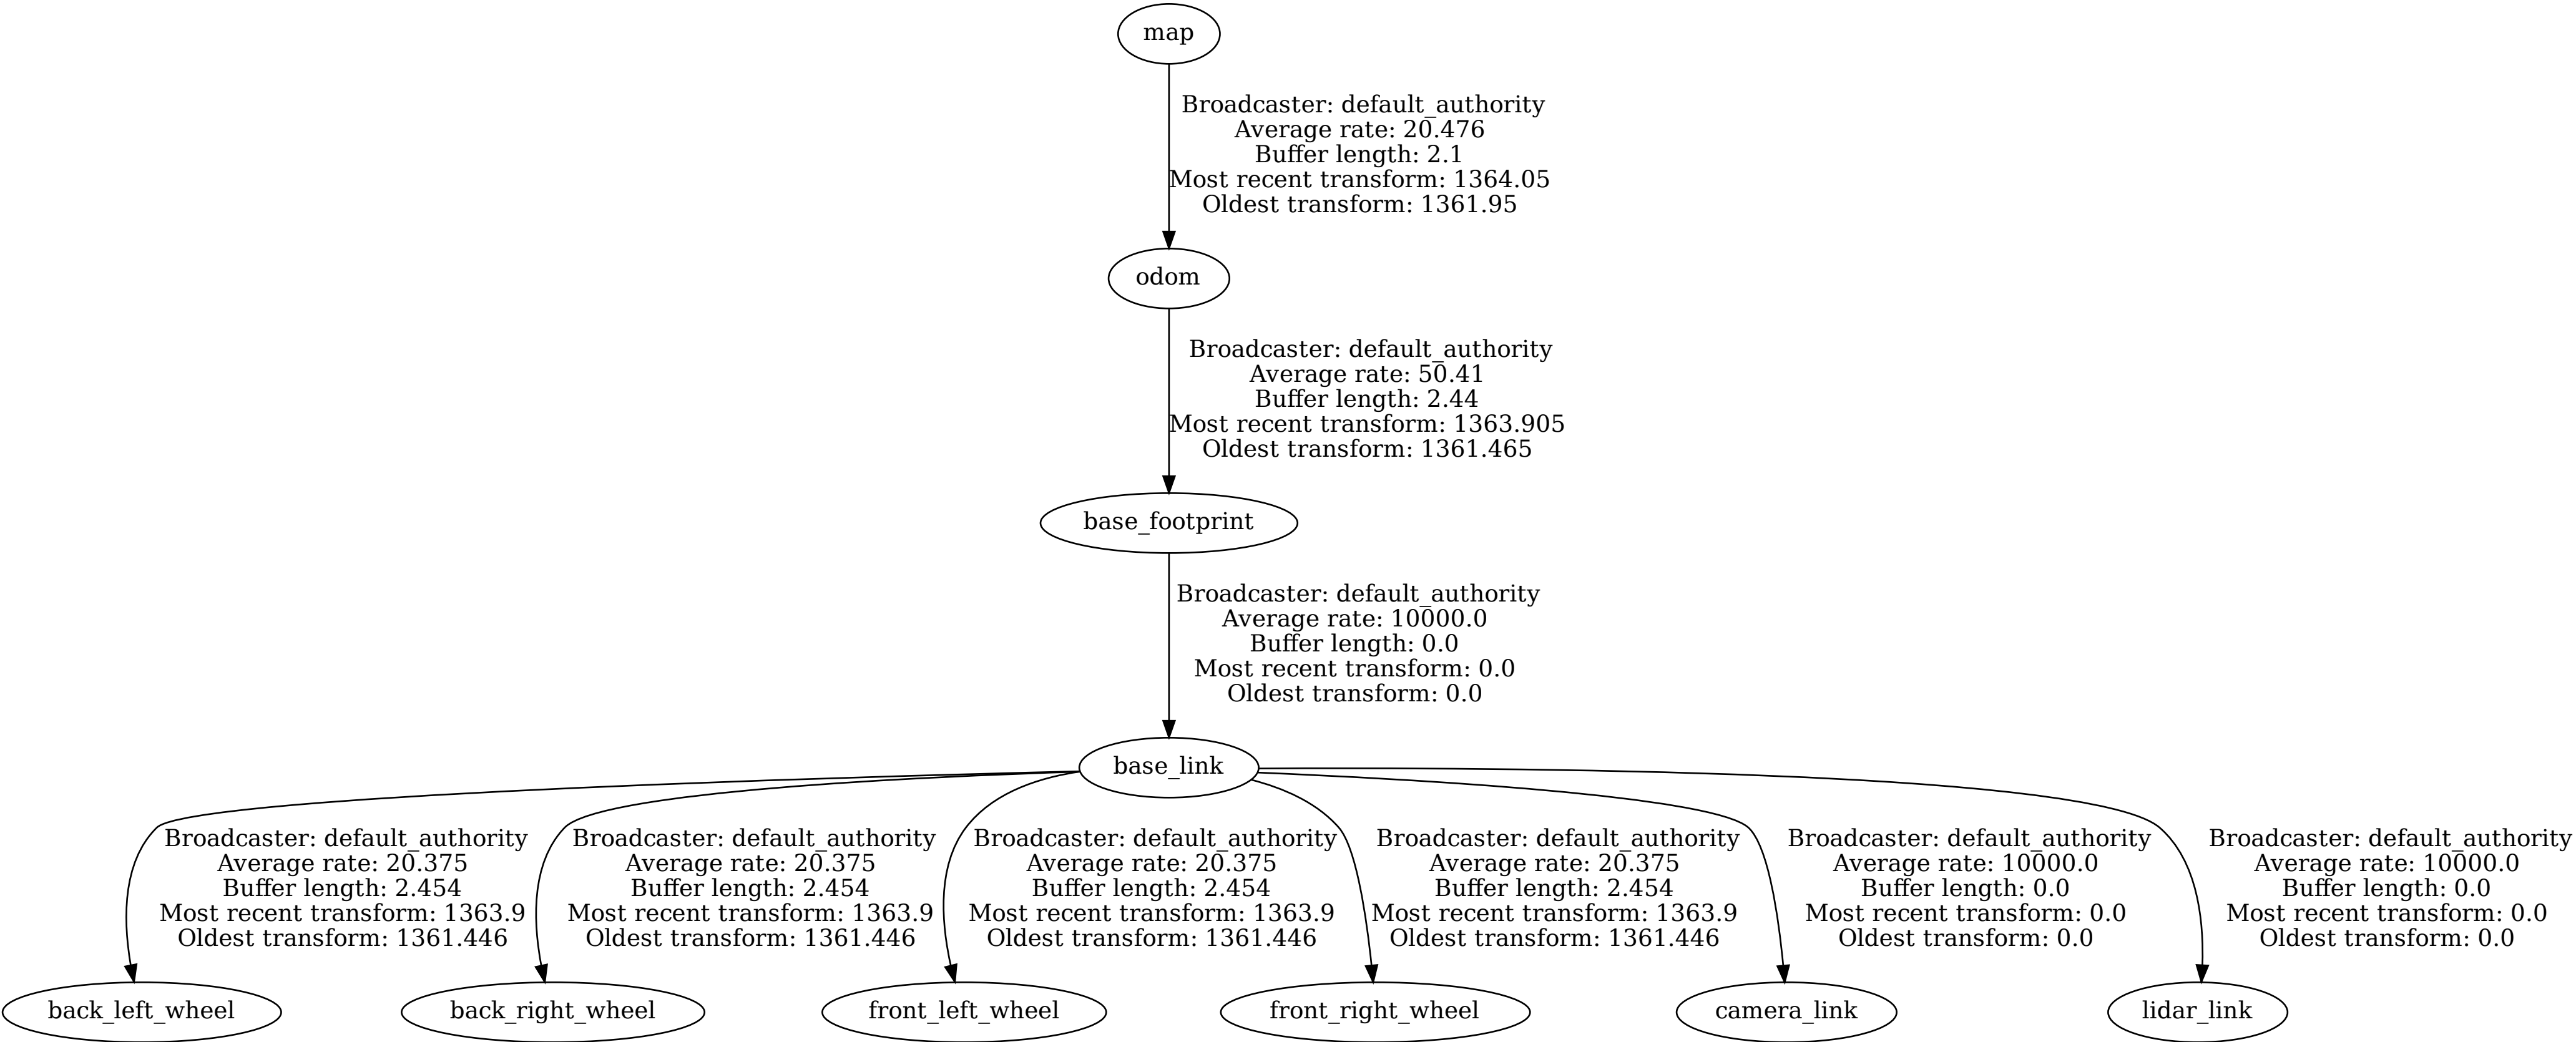 map
Broadcaster: default_authority
Average rate: 20.476
Buffer length: 2.1
Most recent transform: 1364.05
Oldest transform: 1361.95
odom
Broadcaster: default_authority
Average rate: 50.41
Buffer length: 2.44
Most recent transform: 1363.905
Oldest transform: 1361.465
base_footprint
Broadcaster: default_authority
Average rate: 10000.0
Buffer length: 0.0
Most recent transform: 0.0
Oldest transform: 0.0
base_link
Broadcaster: default_authority
Average rate: 20.375
Buffer length: 2.454
Most recent transform: 1363.9
Oldest transform: 1361.446
Broadcaster: default_authority
Average rate: 20.375
Buffer length: 2.454
Most recent transform: 1363.9
Oldest transform: 1361.446
Broadcaster: default_authority
Average rate: 20.375
Buffer length: 2.454
Most recent transform: 1363.9
Oldest transform: 1361.446
Broadcaster: default_authority
Average rate: 20.375
Buffer length: 2.454
Most recent transform: 1363.9
Oldest transform: 1361.446
Broadcaster: default_authority
Average rate: 10000.0
Buffer length: 0.0
Most recent transform: 0.0
Oldest transform: 0.0
Broadcaster: default_authority
Average rate: 10000.0
Buffer length: 0.0
Most recent transform: 0.0
Oldest transform: 0.0
back_left_wheel
back_right_wheel
front_left_wheel
front_right_wheel
camera_link
lidar_link